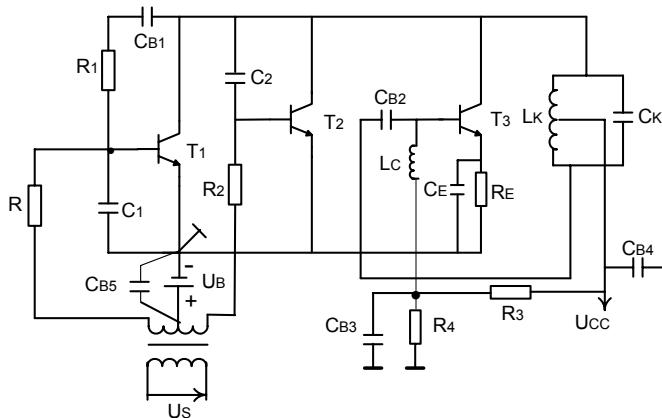 CB1
R1
C2
CB2
T1
T2
T3
LK
CK
LC
R
C1
R2
CE
RE
CB4
CB5
-
UB
+
R3
UCC
CB3
R4
US